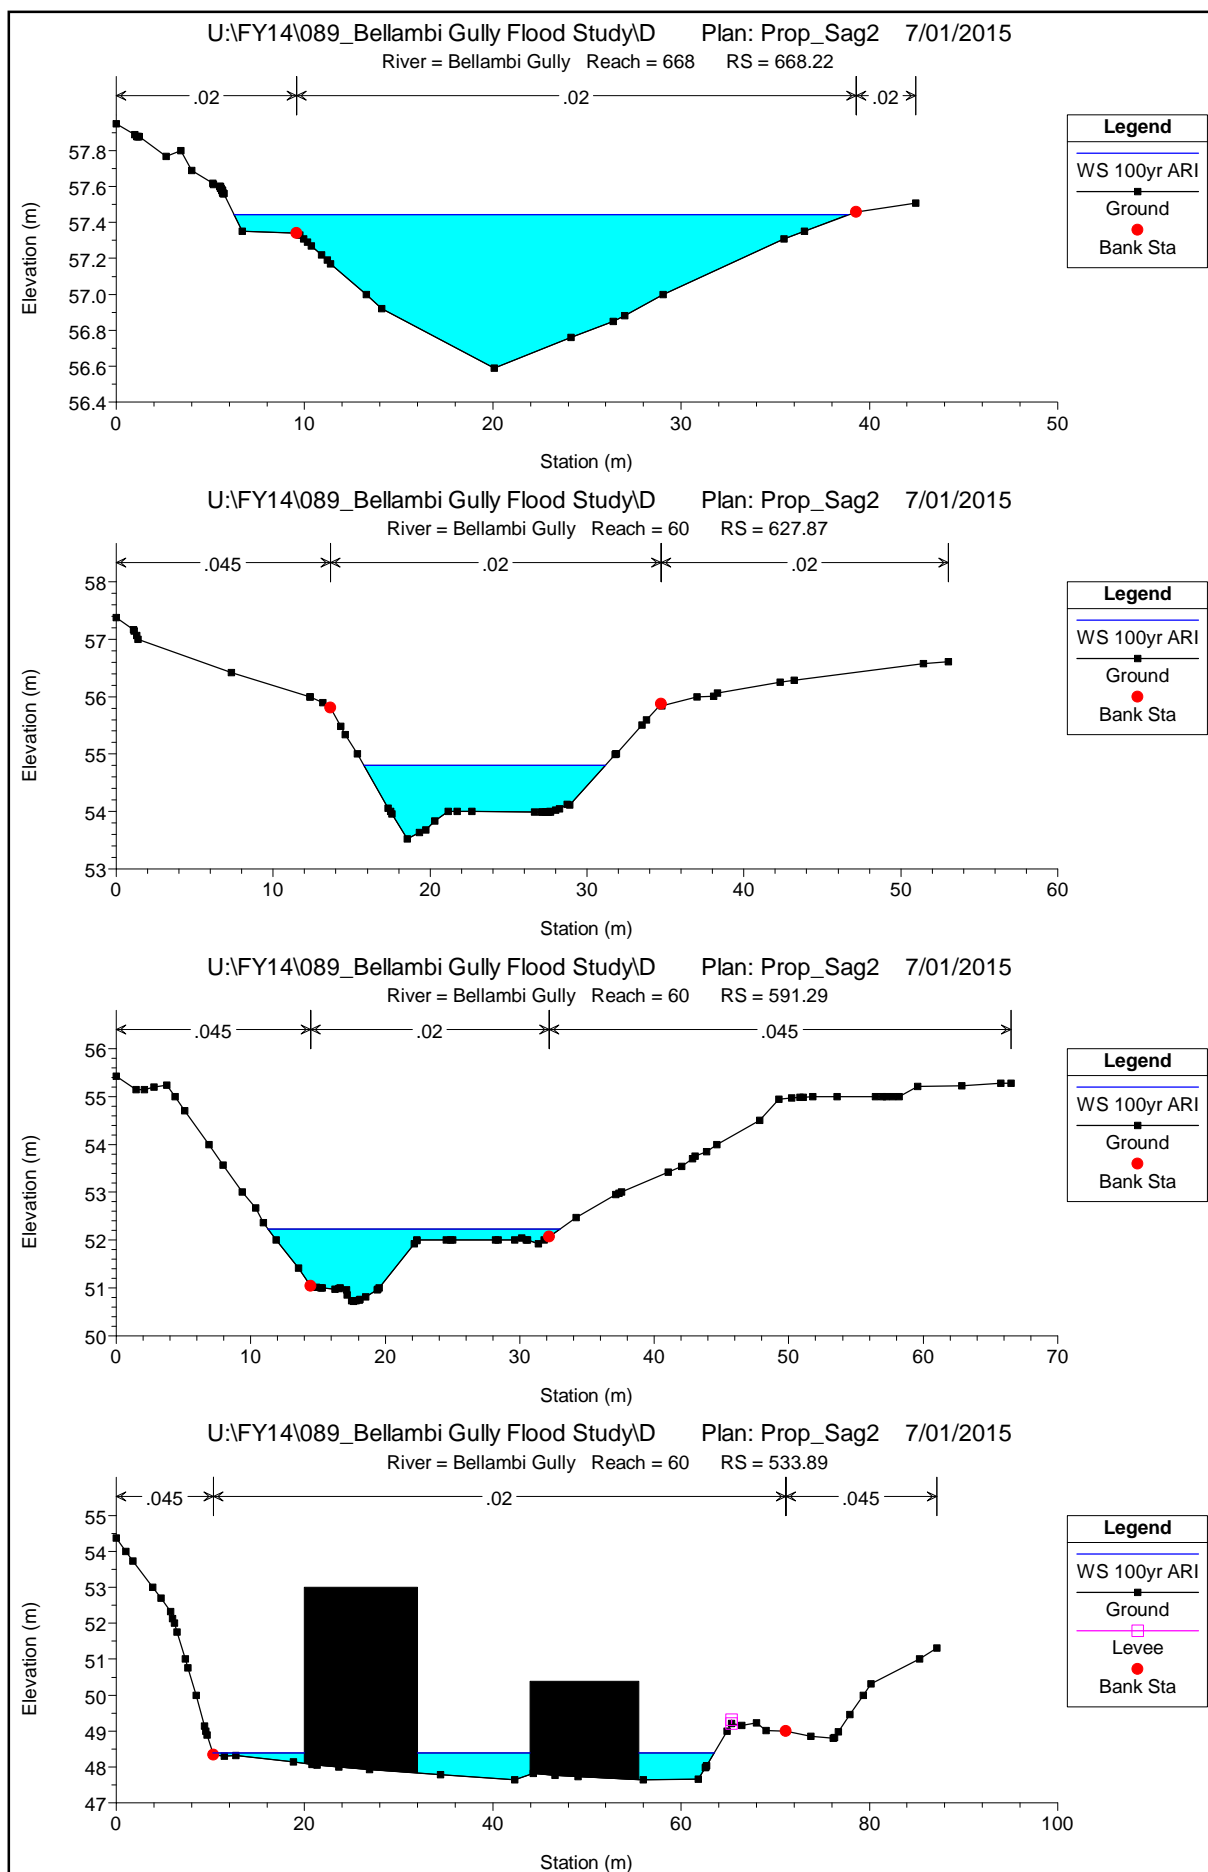 U:\FY14\089_Bellambi Gully Flood Study\D Plan: Prop_Sag2 7/01/2015
River = Bellambi Gully Reach = 668 RS = 668.22
.02 .02 .02
Legend
WS 100yr ARI
Ground
Bank Sta
57.8
57.6
57.4
57.2
57.0
56.8
56.6
56.4
Elevation (m)
0 10 20 30 40 50
Station (m)
U:\FY14\089_Bellambi Gully Flood Study\D Plan: Prop_Sag2 7/01/2015
River = Bellambi Gully Reach = 60 RS = 627.87
.045 .02 .02
Legend
WS 100yr ARI
Ground
Bank Sta
58
57
56
55
54
53
Elevation (m)
0 10 20 30 40 50 60
Station (m)
U:\FY14\089_Bellambi Gully Flood Study\D Plan: Prop_Sag2 7/01/2015
River = Bellambi Gully Reach = 60 RS = 591.29
.045 .02 .045
Legend
WS 100yr ARI
Ground
Bank Sta
56
55
54
53
52
51
50
Elevation (m)
0 10 20 30 40 50 60 70
Station (m)
U:\FY14\089_Bellambi Gully Flood Study\D Plan: Prop_Sag2 7/01/2015
River = Bellambi Gully Reach = 60 RS = 533.89
.045 .02 .045
Legend
WS 100yr ARI
Ground
Levee
Bank Sta
55
54
53
52
51
50
49
48
47
Elevation (m)
0 20 40 60 80 100
Station (m)